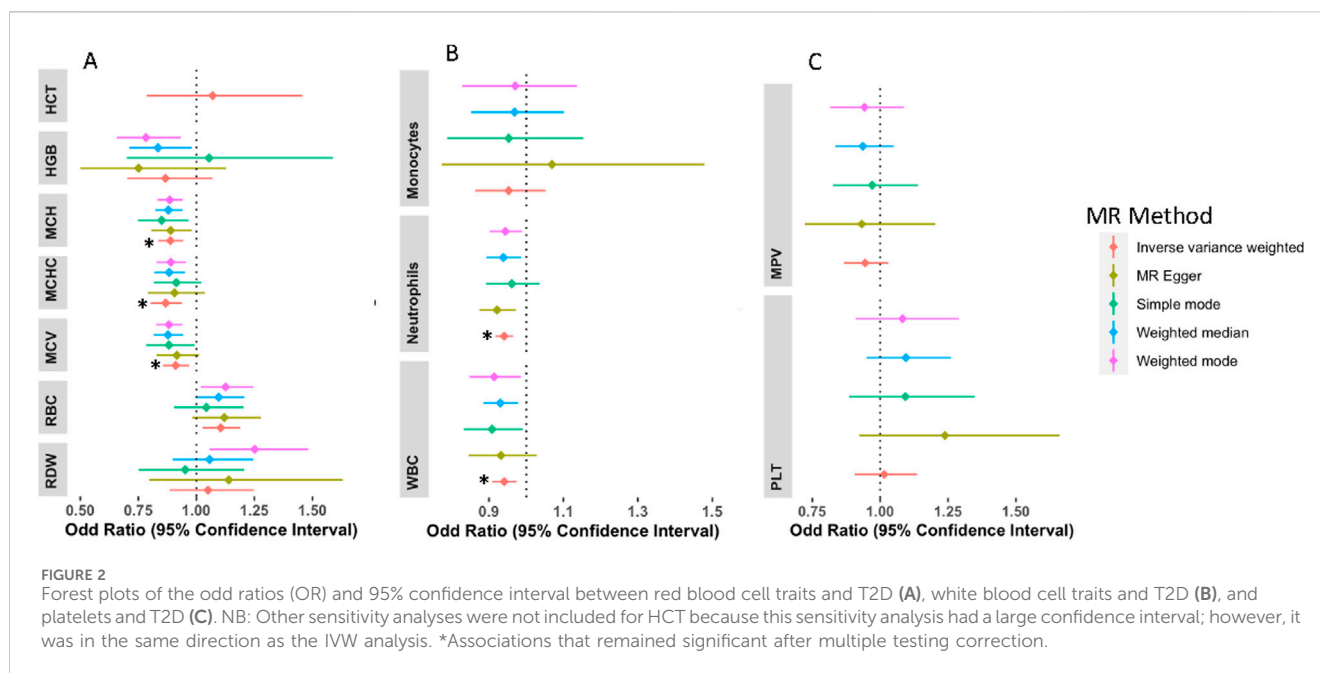 A
HCT
HGB
MCH
*
MCHC
*
MCV
*
RBC
RDW
0.50 0.75 1.00 1.25 1.50
Odd Ratio (95% Confidence Interval)
B
Monocytes
Neutrophils
*
WBC
*
0.9 1.1 1.3 1.5
Odd Ratio (95% Confidence Interval)
C
MPV
PLT
0.75 1.00 1.25 1.50
Odd Ratio (95% Confidence Interval)
MR Method
Inverse variance weighted
MR Egger
Simple mode
Weighted median
Weighted mode
FIGURE 2
Forest plots of the odd ratios (OR) and 95% confidence interval between red blood cell traits and T2D (A), white blood cell traits and T2D (B), and
platelets and T2D (C). NB: Other sensitivity analyses were not included for HCT because this sensitivity analysis had a large confidence interval; however, it
was in the same direction as the IVW analysis. *Associations that remained significant after multiple testing correction.